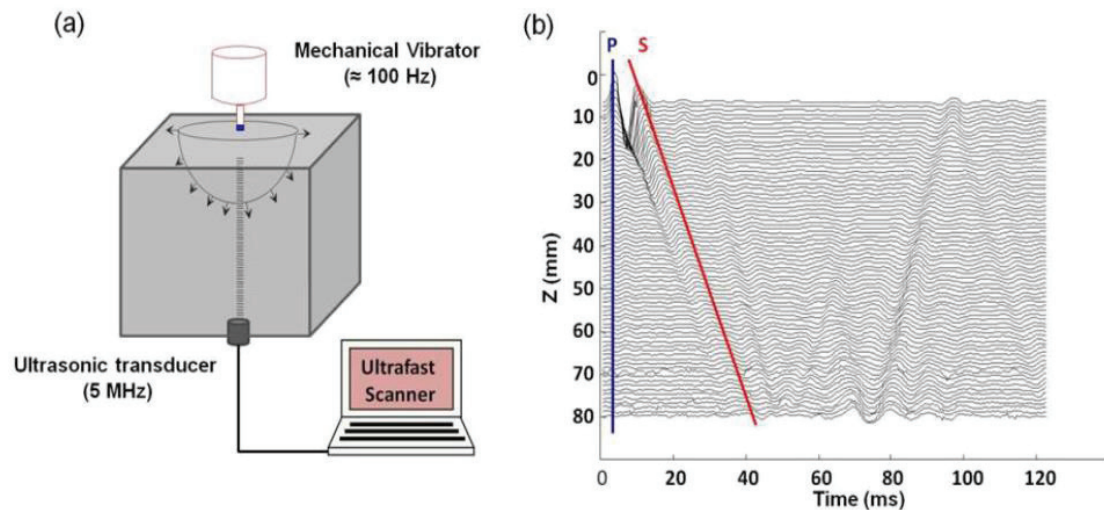 (a)
Mechanical Vibrator
(≈ 100 Hz)
Ultrasonic transducer
(5 MHz)
Ultrafast
Scanner
(b)
P S
0
10
20
30
40
50
60
70
80
Z (mm)
0 20 40 60 80 100 120
Time (ms)